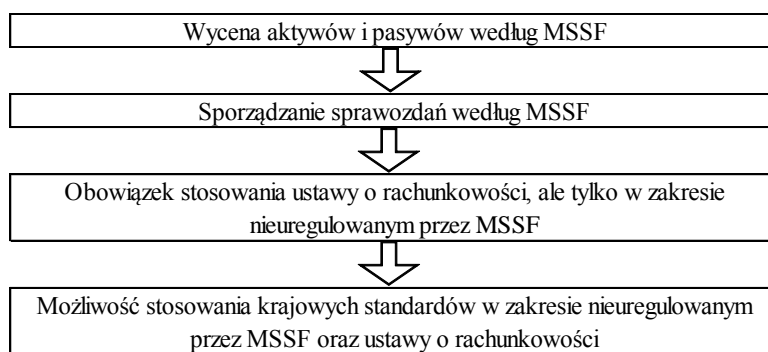 Wycena aktywów i pasywów według MSSF
Sporządzanie sprawozdań według MSSF
Obowiązek stosowania ustawy o rachunkowości, ale tylko w zakresie
nieuregulowanym przez MSSF
Możliwość stosowania krajowych standardów w zakresie nieuregulowanym
przez MSSF oraz ustawy o rachunkowości